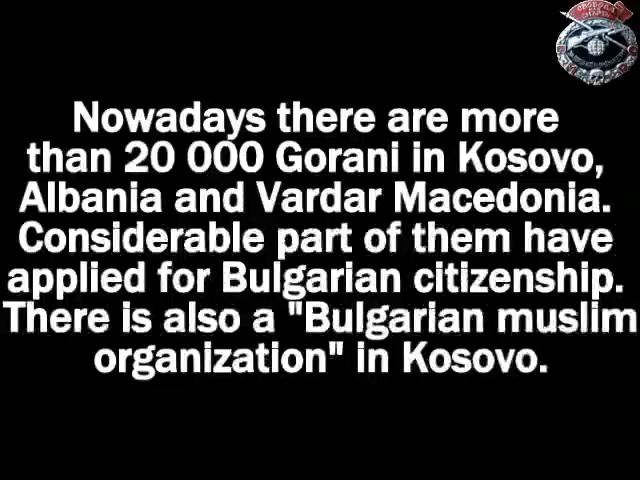 Nowadays there are more
than 20 000 Gorani in Kosovo,
Albania and Vardar Macedonia.
Considerable part of them have
applied for Bulgarian citizenship.
There is also a "Bulgarian muslim
organization" in Kosovo.